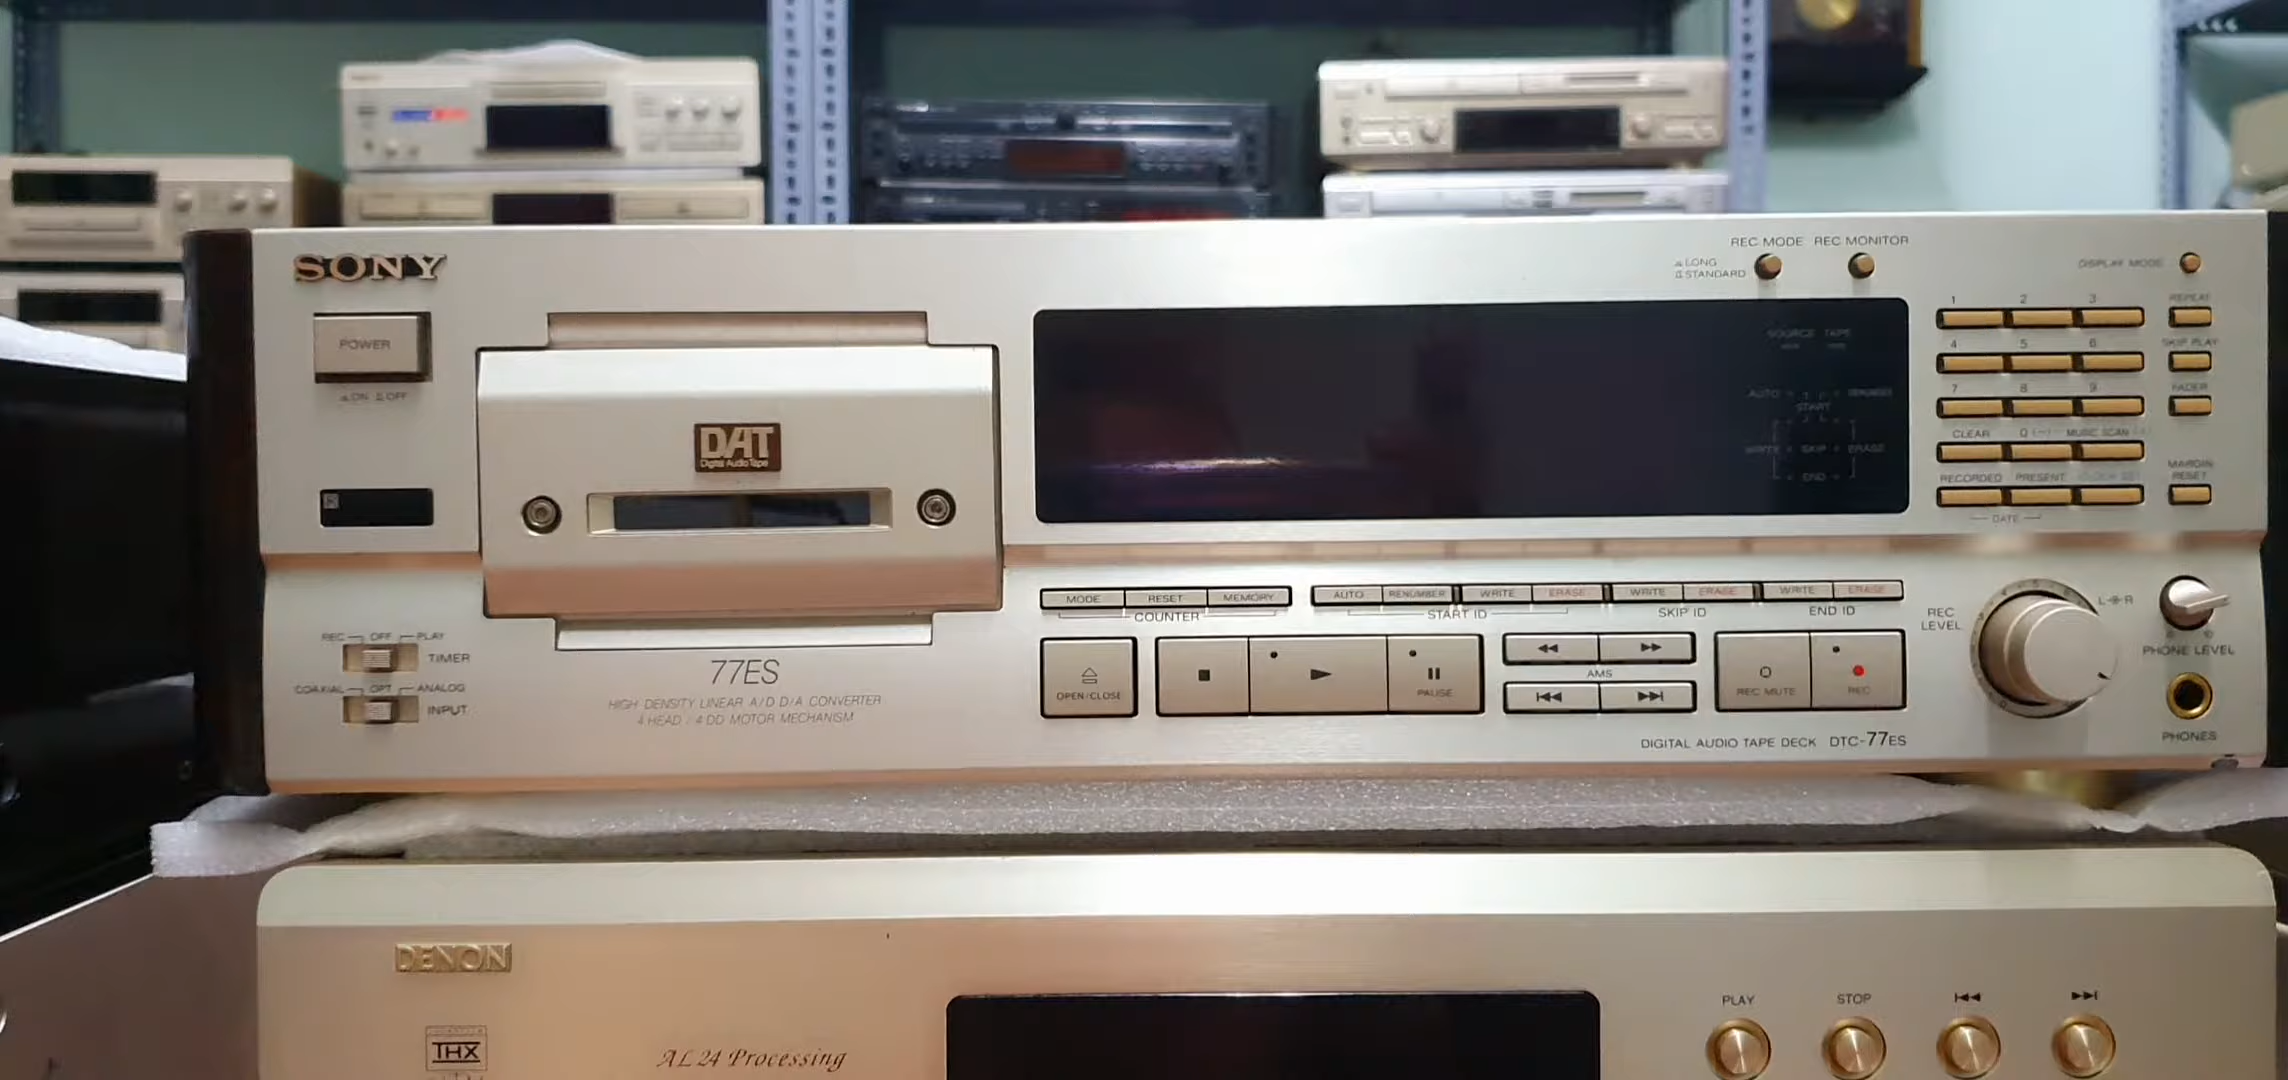 SONY
POWER
ON OFF
DAT
Digital Audio Tape
REC OFF PLAY
TIMER
COAXIAL OPT ANALOG
INPUT
77ES
HIGH DENSITY LINEAR A/D D/A CONVERTER
4 HEAD / 4 DD MOTOR MECHANISM
REC MODE REC MONITOR
LONG
STANDARD
DISPLAY MODE
SOURCE TAPE
AUTO
START
WRITE SKIP ERASE
END
1 2 3 REPEAT
4 5 6 SKIP PLAY
7 8 9 FADER
CLEAR 0 MUSIC SCAN
MARGIN
RESET
RECORDED PRESENT
DATE
MODE RESET MEMORY
COUNTER
AUTO RENUMBER WRITE ERASE WRITE ERASE WRITE ERASE
START ID SKIP ID END ID
OPEN/CLOSE
PAUSE
AMS
REC MUTE REC
REC
LEVEL
L R
PHONE LEVEL
PHONES
DIGITAL AUDIO TAPE DECK DTC-77ES
DENON
THX
AL 24 Processing
PLAY STOP